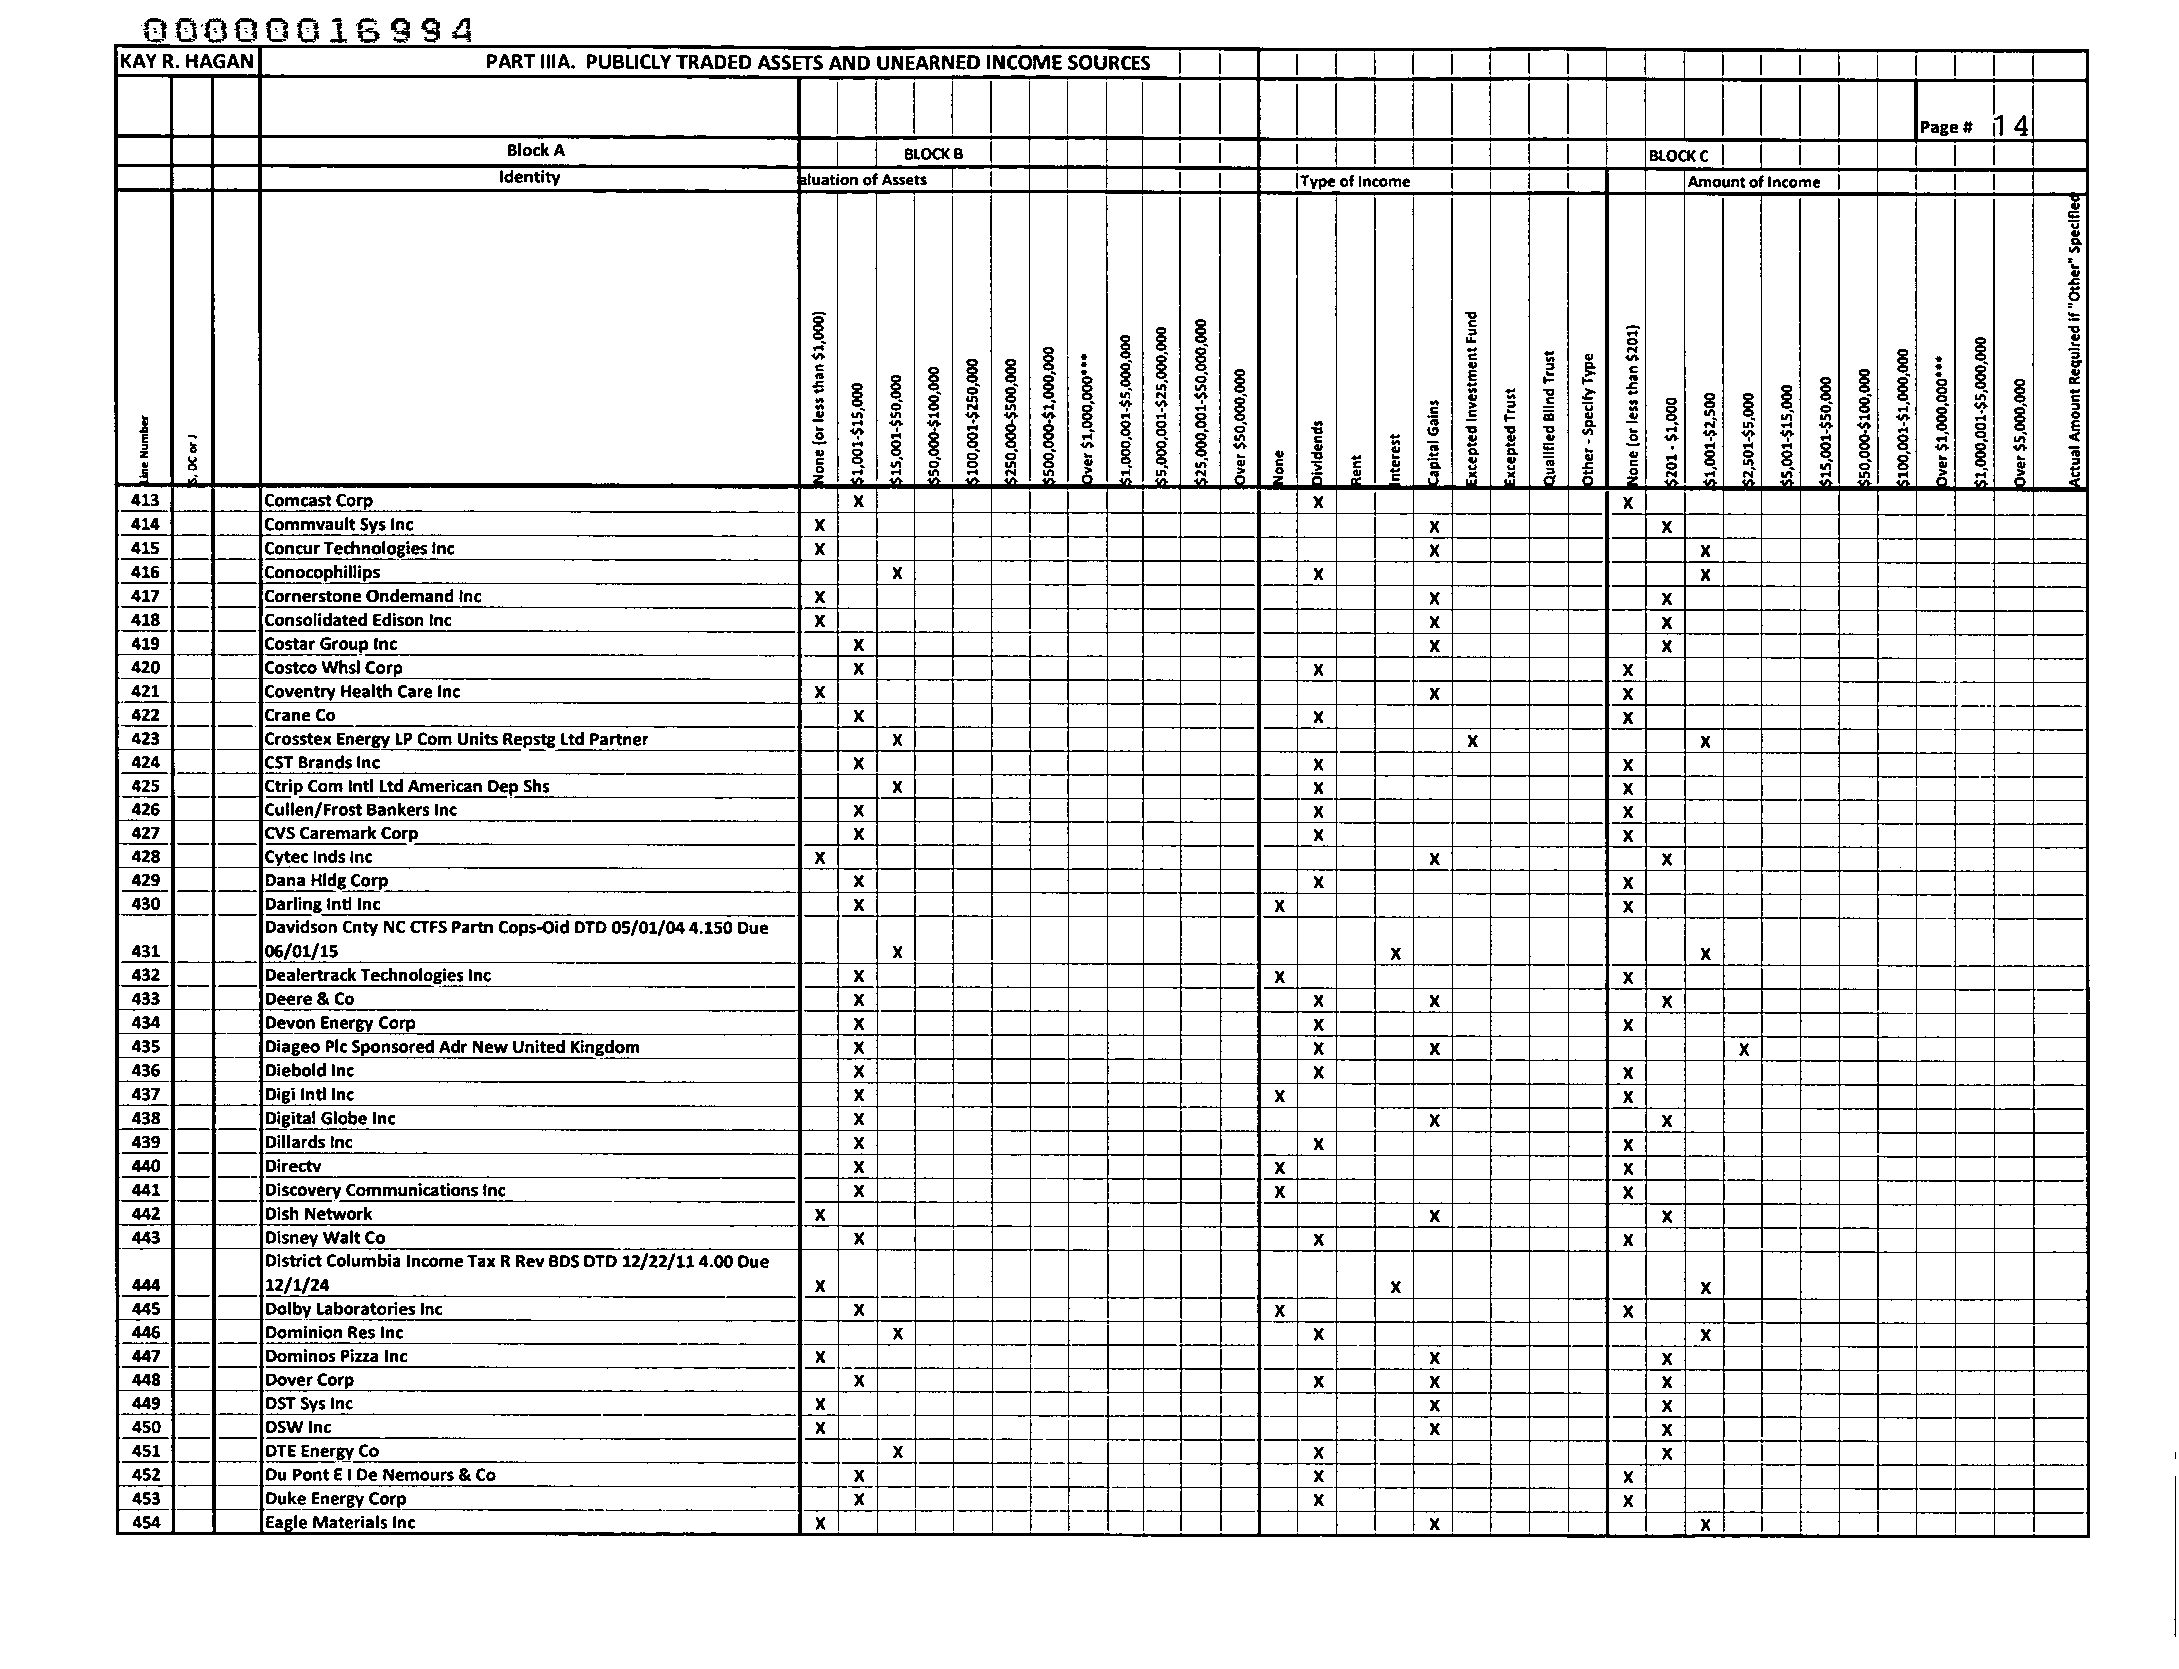 00000016994
KAY R. HAGAN PART IIIA. PUBLICLY TRADED ASSETS AND UNEARNED INCOME SOURCES
Page # 14
Block A BLOCK B BLOCK C
Identity aluation of Assets Type of Income Amount of Income
Line Number
S, DC or J
None (or less than $1,000)
$1,001-$15,000
$15,001-$50,000
$50,000-$100,000
$100,001-$250,000
$250,000-$500,000
$500,000-$1,000,000
Over $1,000,000***
$1,000,001-$5,000,000
$5,000,001-$25,000,000
$25,000,001-$50,000,000
Over $50,000,000
None
Dividends
Rent
Interest
Capital Gains
Excepted Investment Fund
Excepted Trust
Qualified Blind Trust
Other - Specify Type
None (or less than $201)
$201 - $1,000
$1,001-$2,500
$2,501-$5,000
$5,001-$15,000
$15,001-$50,000
$50,000-$100,000
$100,001-$1,000,000
Over $1,000,000***
$1,000,001-$5,000,000
Over $5,000,000
Actual Amount Required if "Other" Specified
413 Comcast Corp X X X
414 Commvault Sys Inc X X X
415 Concur Technologies Inc X X X
416 Conocophillips X X X
417 Cornerstone Ondemand Inc X X X
418 Consolidated Edison Inc X X X
419 Costar Group Inc X X X
420 Costco Whsl Corp X X X
421 Coventry Health Care Inc X X X
422 Crane Co X X X
423 Crosstex Energy LP Com Units Repstg Ltd Partner X X X
424 CST Brands Inc X X X
425 Ctrip Com Intl Ltd American Dep Shs X X X
426 Cullen/Frost Bankers Inc X X X
427 CVS Caremark Corp X X X
428 Cytec Inds Inc X X X
429 Dana Hldg Corp X X X
430 Darling Intl Inc X X X
Davidson Cnty NC CTFS Partn Cops-Oid DTD 05/01/04 4.150 Due
431 06/01/15 X X X
432 Dealertrack Technologies Inc X X X
433 Deere & Co X X X X
434 Devon Energy Corp X X X
435 Diageo Plc Sponsored Adr New United Kingdom X X X X
436 Diebold Inc X X X
437 Digi Intl Inc X X X
438 Digital Globe Inc X X X
439 Dillards Inc X X X
440 Directv X X X
441 Discovery Communications Inc X X X
442 Dish Network X X X
443 Disney Walt Co X X X
District Columbia Income Tax R Rev BDS DTD 12/22/11 4.00 Due
444 12/1/24 X X X
445 Dolby Laboratories Inc X X X
446 Dominion Res Inc X X X
447 Dominos Pizza Inc X X X
448 Dover Corp X X X X
449 DST Sys Inc X X X
450 DSW Inc X X X
451 DTE Energy Co X X X
452 Du Pont E I De Nemours & Co X X X
453 Duke Energy Corp X X X
454 Eagle Materials Inc X X X